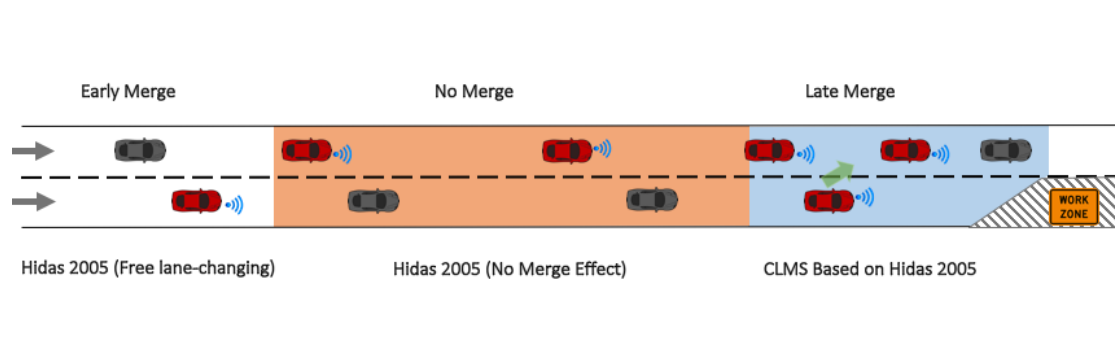 Early Merge
No Merge
Late Merge
WORK
ZONE
Hidas 2005 (Free lane-changing)
Hidas 2005 (No Merge Effect)
CLMS Based on Hidas 2005